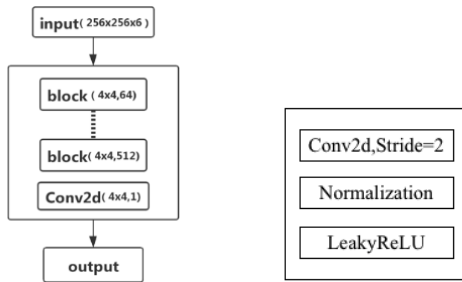 input( 256x256x6 )
block( 4x4,64)
block(4x4,512)
Conv2d( 4x4,1)
output
Conv2d,Stride=2
Normalization
LeakyReLU